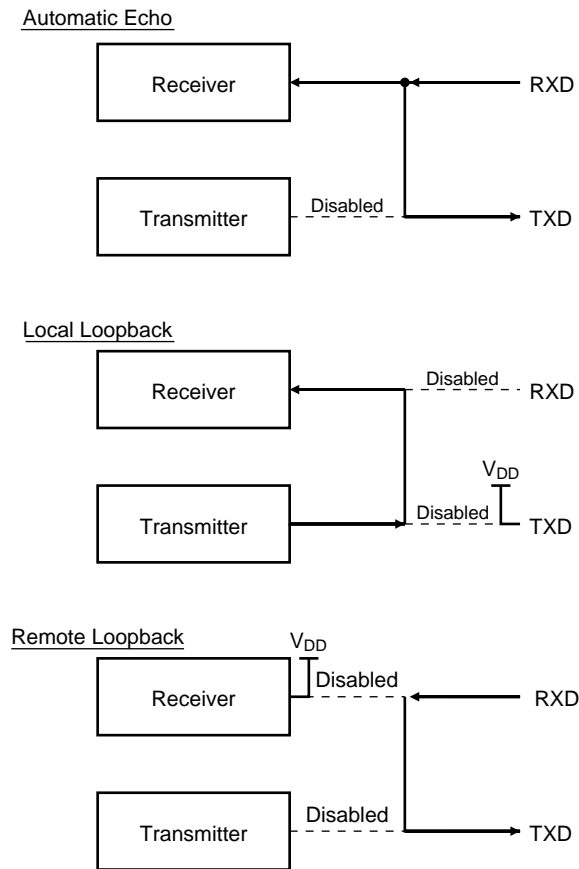 Automatic Echo
Receiver
RXD
Transmitter
Disabled
TXD
Local Loopback
Receiver
Disabled
RXD
VDD
Transmitter
Disabled
TXD
Remote Loopback
VDD
Receiver
Disabled
RXD
Transmitter
Disabled
TXD